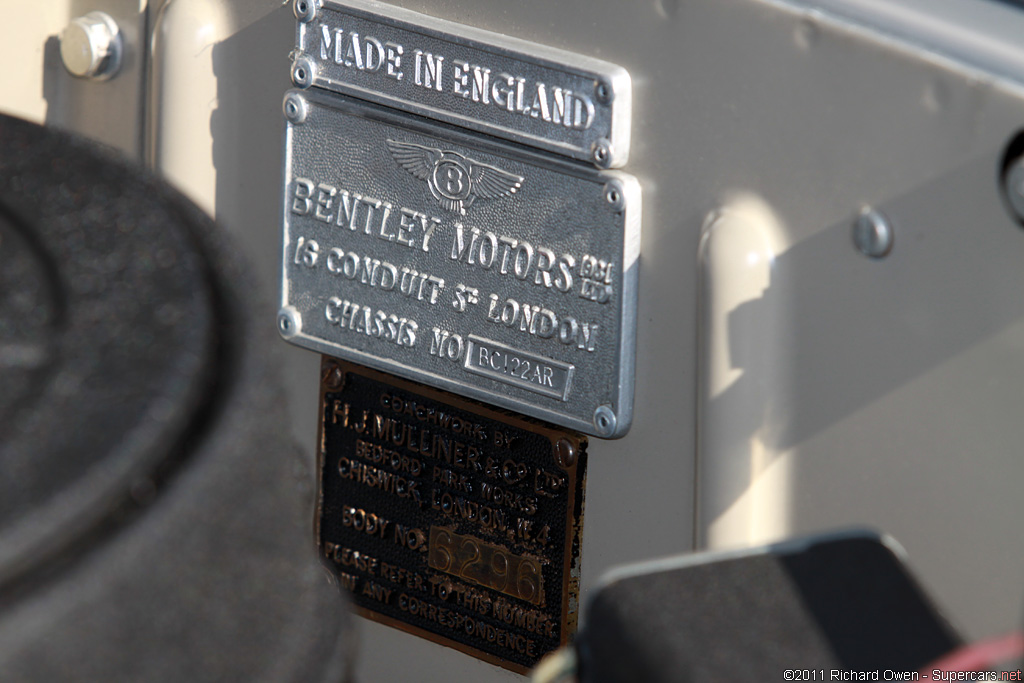 MADE IN ENGLAND
B
BENTLEY MOTORS 1931 LTD
16 CONDUIT ST LONDON
CHASSIS NO BC122AR
COACHWORK BY
H.J. MULLINER & CO LTD
BEDFORD PARK WORKS
CHISWICK, LONDON, W.4
BODY NO. 6296
PLEASE REFER TO THIS NUMBER
IN ANY CORRESPONDENCE
©2011 Richard Owen - Supercars.net